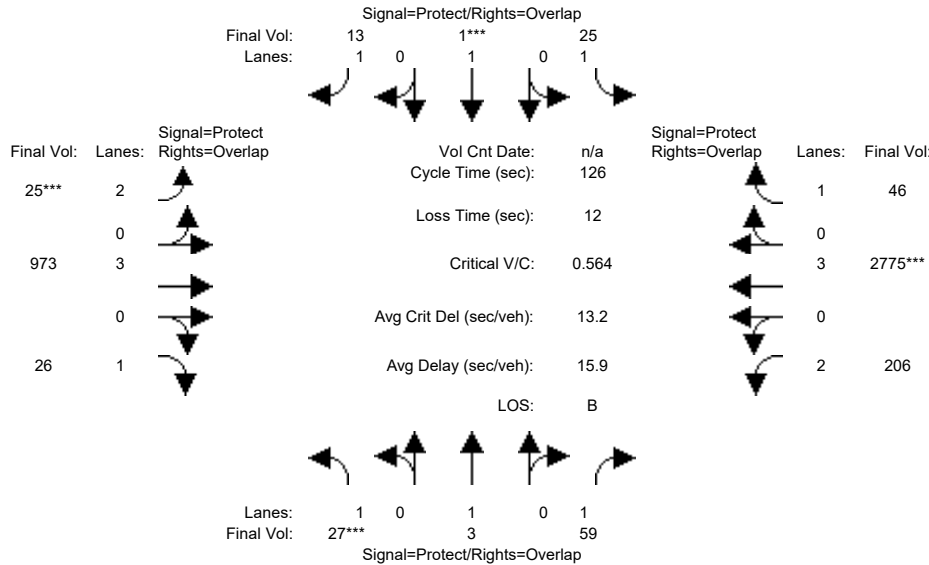 Signal=Protect/Rights=Overlap
Final Vol: 13 1*** 25
Lanes: 1 0 1 0 1
Signal=Protect Signal=Protect
Final Vol: Lanes: Rights=Overlap Vol Cnt Date: n/a Rights=Overlap Lanes: Final Vol:
Cycle Time (sec): 126
25*** 2 1 46
Loss Time (sec): 12
0 0
973 3 Critical V/C: 0.564 3 2775***
0 Avg Crit Del (sec/veh): 13.2 0
26 1 Avg Delay (sec/veh): 15.9 2 206
LOS: B
Lanes: 1 0 1 0 1
Final Vol: 27*** 3 59
Signal=Protect/Rights=Overlap